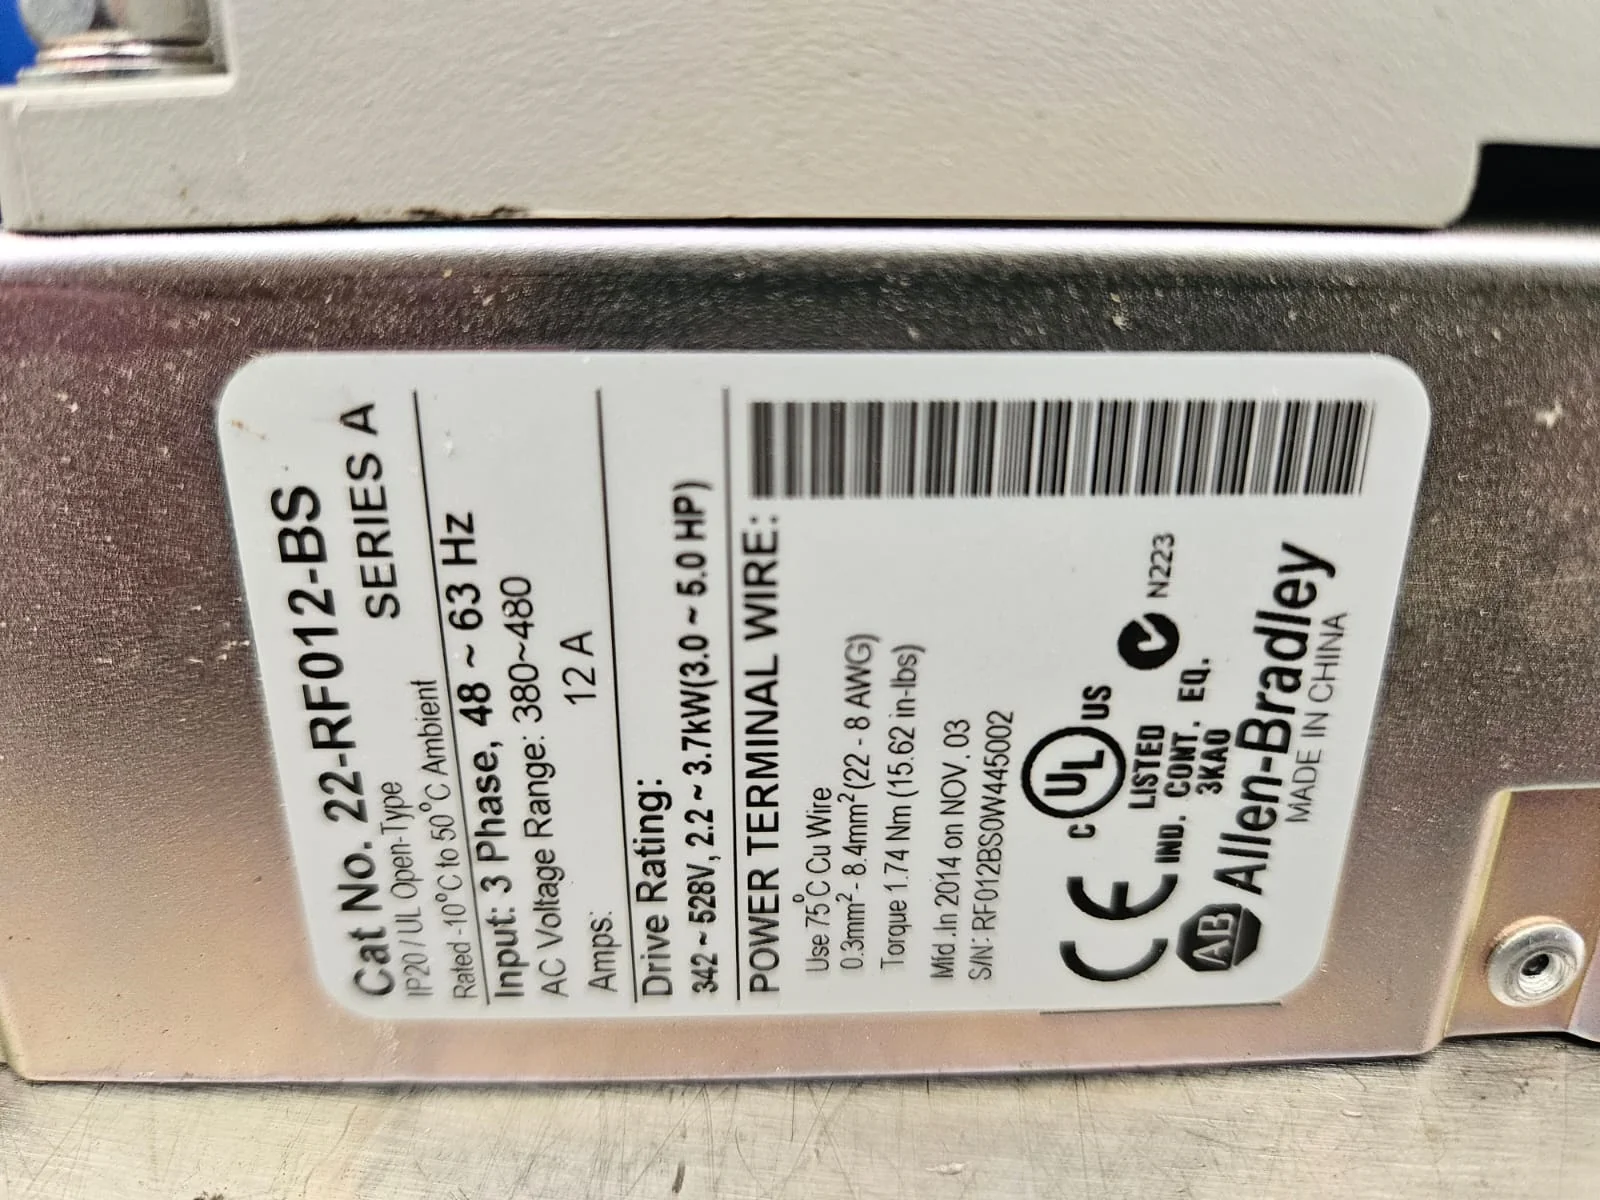 Cat No. 22-RF012-BS
IP20 / UL Open-Type SERIES A
Rated -10°C to 50°C Ambient
Input: 3 Phase, 48 ~ 63 Hz
AC Voltage Range: 380~480
Amps: 12 A
Drive Rating:
342 ~ 528V, 2.2 ~ 3.7kW(3.0 ~ 5.0 HP)
POWER TERMINAL WIRE:
Use 75°C Cu Wire
0.3mm² - 8.4mm² (22 - 8 AWG)
Torque 1.74 Nm (15.62 in-lbs)
Mfd .In 2014 on NOV, 03
S/N: RF012BS0W445002
CE C UL US N223
LISTED
IND. CONT. EQ.
3KA0
AB Allen-Bradley
MADE IN CHINA